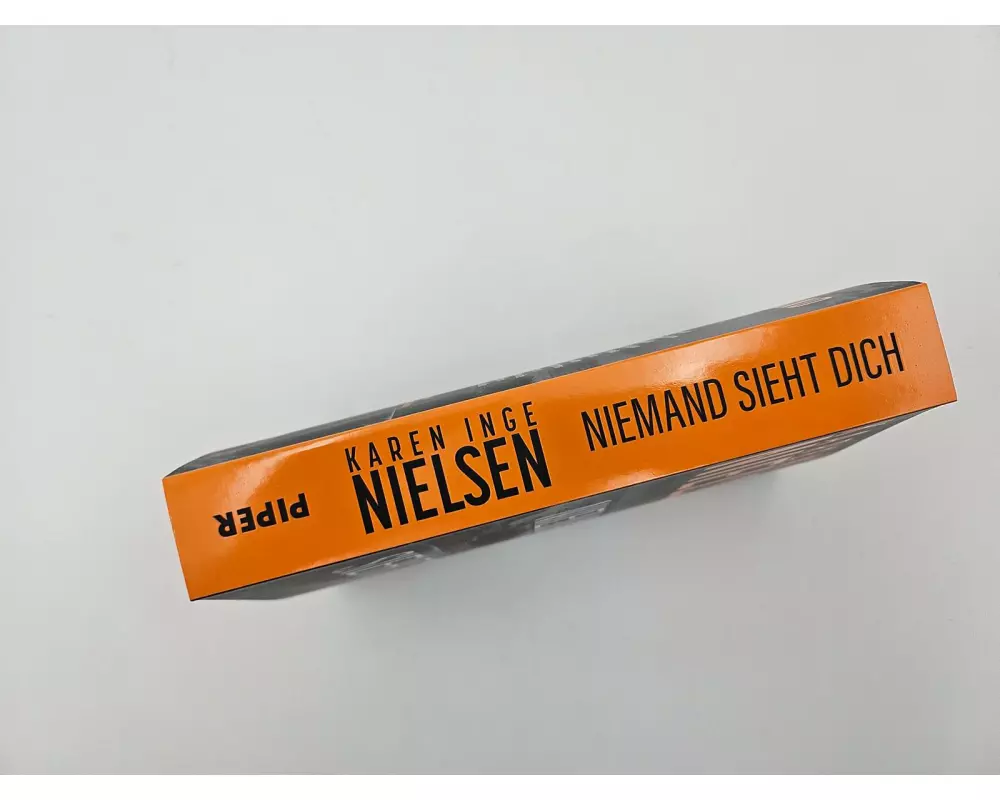 KAREN INGE
NIELSEN
NIEMAND SIEHT DICH
PIPER